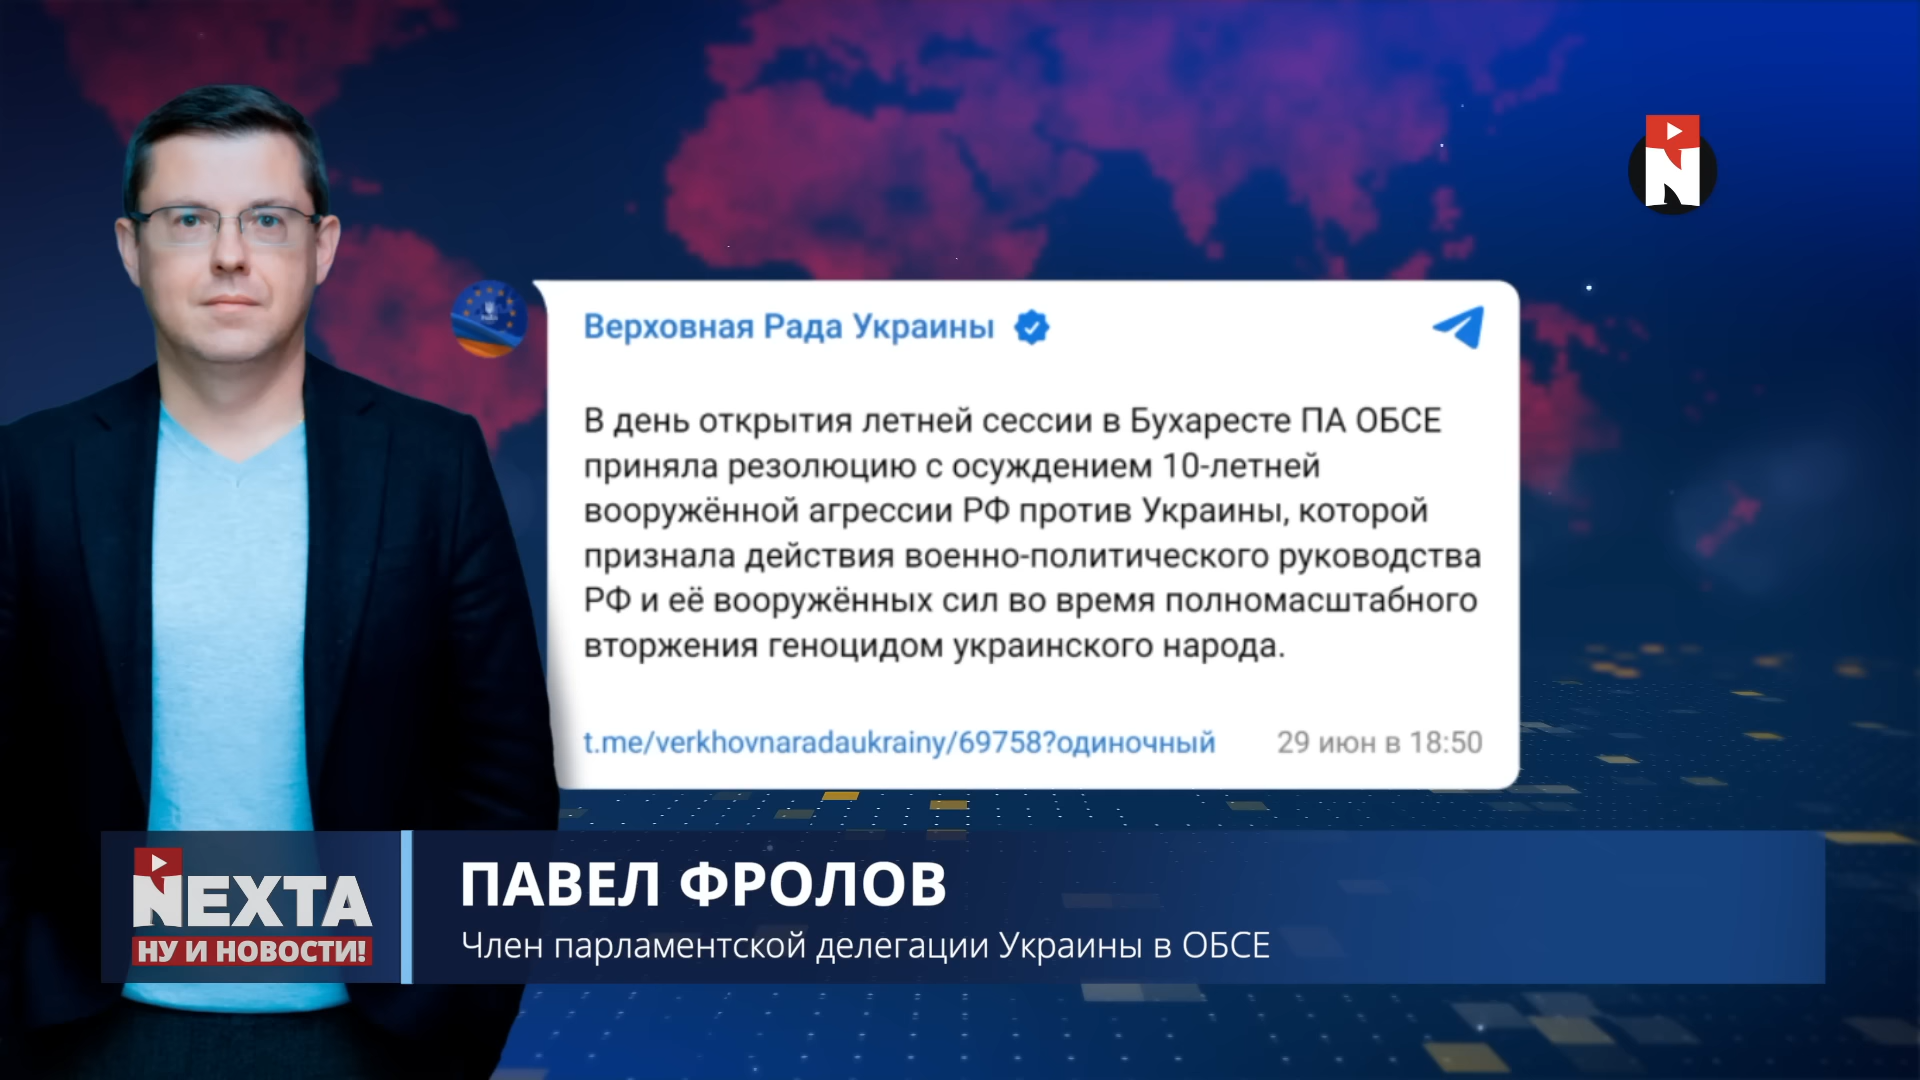 N
Верховная Рада Украины
В день открытия летней сессии в Бухаресте ПА ОБСЕ
приняла резолюцию с осуждением 10-летней
вооружённой агрессии РФ против Украины, которой
признала действия военно-политического руководства
РФ и её вооружённых сил во время полномасштабного
вторжения геноцидом украинского народа.
t.me/verkhovnaradaukrainy/69758?одиночный 29 июн в 18:50
NEXTA
НУ И НОВОСТИ!
ПАВЕЛ ФРОЛОВ
Член парламентской делегации Украины в ОБСЕ